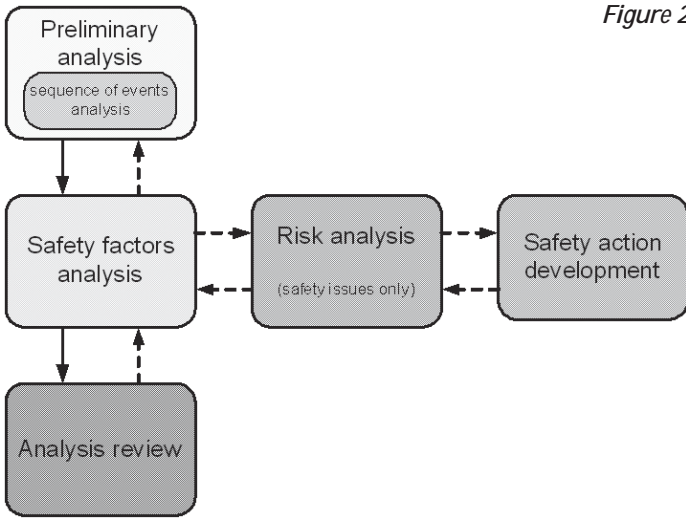 Figure 2
Preliminary
analysis
sequence of events
analysis
Safety factors
analysis
Risk analysis
(safety issues only)
Safety action
development
Analysis review